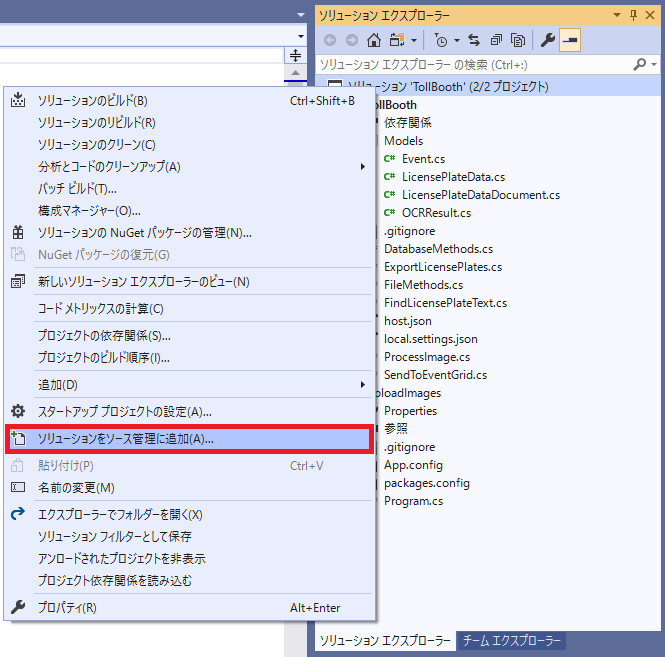 ソリューション エクスプローラー
ソリューション エクスプローラー の検索 (Ctrl+:)
ソリューション 'TollBooth' (2/2 プロジェクト)
ollBooth
依存関係
Models
C# Event.cs
C# LicensePlateData.cs
C# LicensePlateDataDocument.cs
C# OCRResult.cs
.gitignore
DatabaseMethods.cs
ExportLicensePlates.cs
FileMethods.cs
FindLicensePlateText.cs
host.json
local.settings.json
ProcessImage.cs
SendToEventGrid.cs
ploadImages
Properties
参照
.gitignore
App.config
packages.config
Program.cs
ソリューション エクスプローラー チーム エクスプローラー
ソリューションのビルド(B) Ctrl+Shift+B
ソリューションのリビルド(R)
ソリューションのクリーン(C)
分析とコードのクリーンアップ(A)
バッチ ビルド(T)...
構成マネージャー(O)...
ソリューションの NuGet パッケージの管理(N)...
NuGet パッケージの復元(G)
新しいソリューション エクスプローラーのビュー(N)
コード メトリックスの計算(C)
プロジェクトの依存関係(S)...
プロジェクトのビルド順序(I)...
追加(D)
スタートアップ プロジェクトの設定(A)...
ソリューションをソース管理に追加(A)...
貼り付け(P) Ctrl+V
名前の変更(M)
エクスプローラーでフォルダーを開く(X)
ソリューション フィルターとして保存
アンロードされたプロジェクトを非表示
プロジェクト依存関係を読み込む
プロパティ(R) Alt+Enter